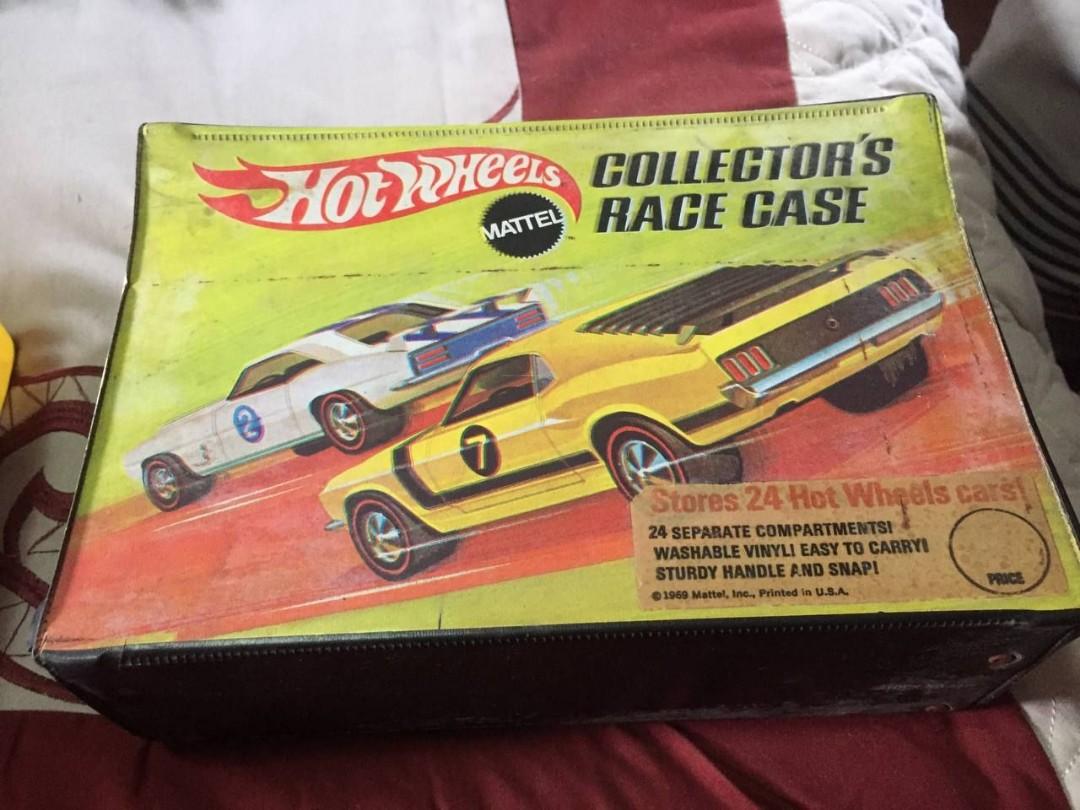 HOT WHEELS
MATTEL
TM
COLLECTOR'S
RACE CASE
2
7
Stores 24 Hot Wheels cars!
24 SEPARATE COMPARTMENTS!
WASHABLE VINYL! EASY TO CARRY!
STURDY HANDLE AND SNAP!
© 1969 Mattel, Inc., Printed in U.S.A.
PRICE